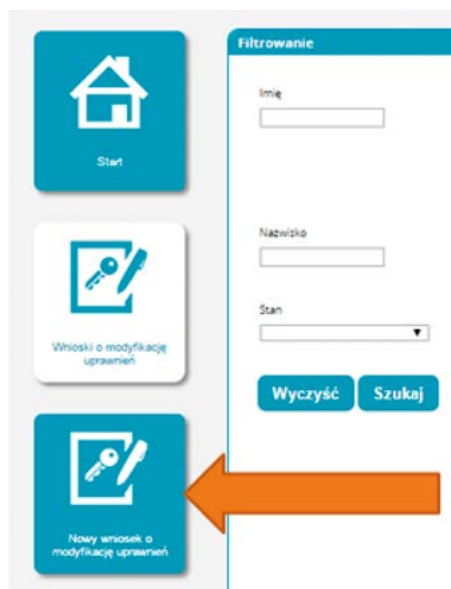 Start
Wnioski o modyfikację
uprawnień
Nowy wniosek o
modyfikację uprawnień
Filtrowanie
Imię
Nazwisko
Stan
Wyczyść Szukaj